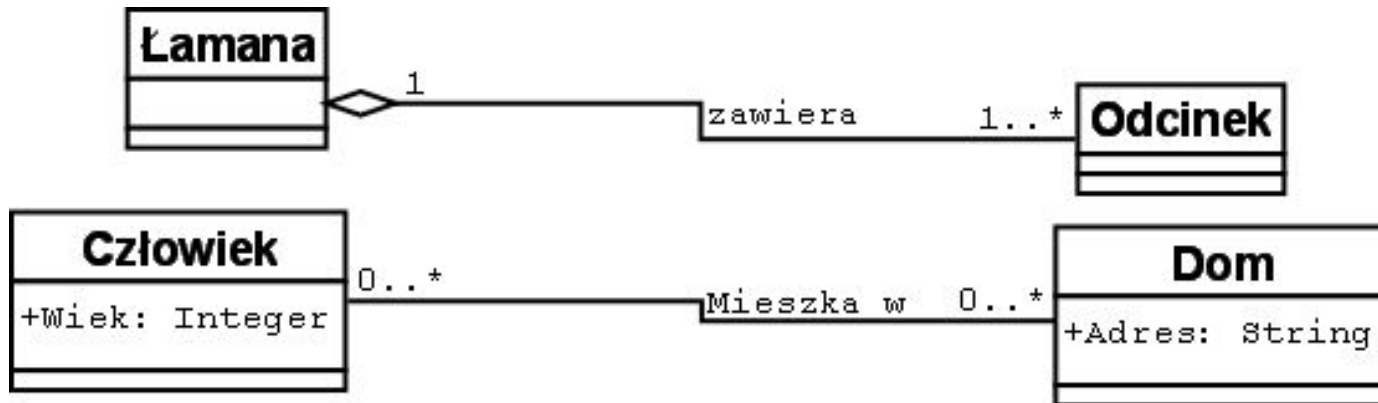 Łamana
1
zawiera
1..*
Odcinek
Człowiek
+Wiek: Integer
0..*
Mieszka w
0..*
Dom
+Adres: String